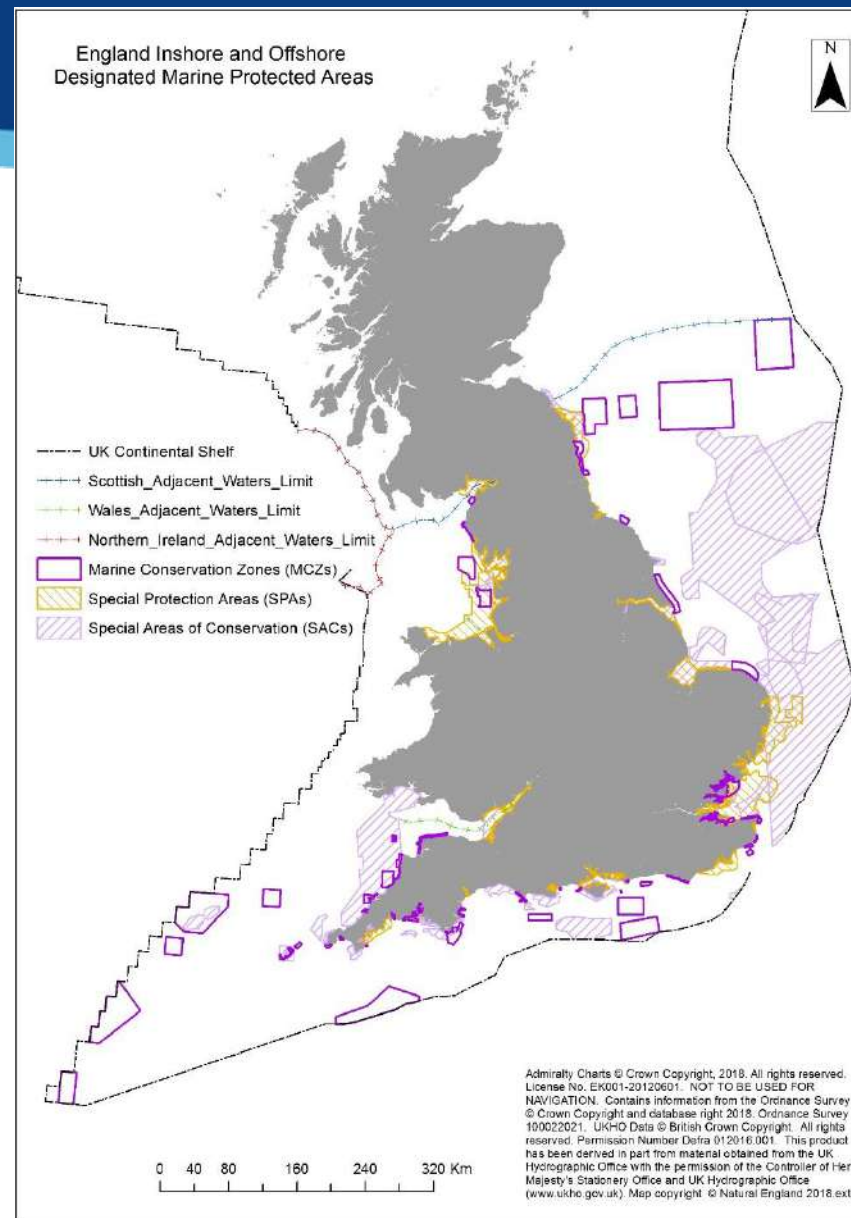 England Inshore and Offshore
Designated Marine Protected Areas
N
UK Continental Shelf
Scottish_Adjacent_Waters_Limit
Wales_Adjacent_Waters_Limit
Northern_Ireland_Adjacent_Waters_Limit
Marine Conservation Zones (MCZs)
Special Protection Areas (SPAs)
Special Areas of Conservation (SACs)
Admiralty Charts © Crown Copyright, 2018. All rights reserved.
License No. EK001-20120601. NOT TO BE USED FOR
NAVIGATION. Contains information from the Ordnance Survey
© Crown Copyright and database right 2018. Ordnance Survey
100022021. UKHO Data © British Crown Copyright. All rights
reserved. Permission Number Defra 012016.001. This product
has been derived in part from material obtained from the UK
Hydrographic Office with the permission of the Controller of Her
Majesty's Stationery Office and UK Hydrographic Office
(www.ukho.gov.uk). Map copyright © Natural England 2018.ext
0 40 80 160 240 320 Km